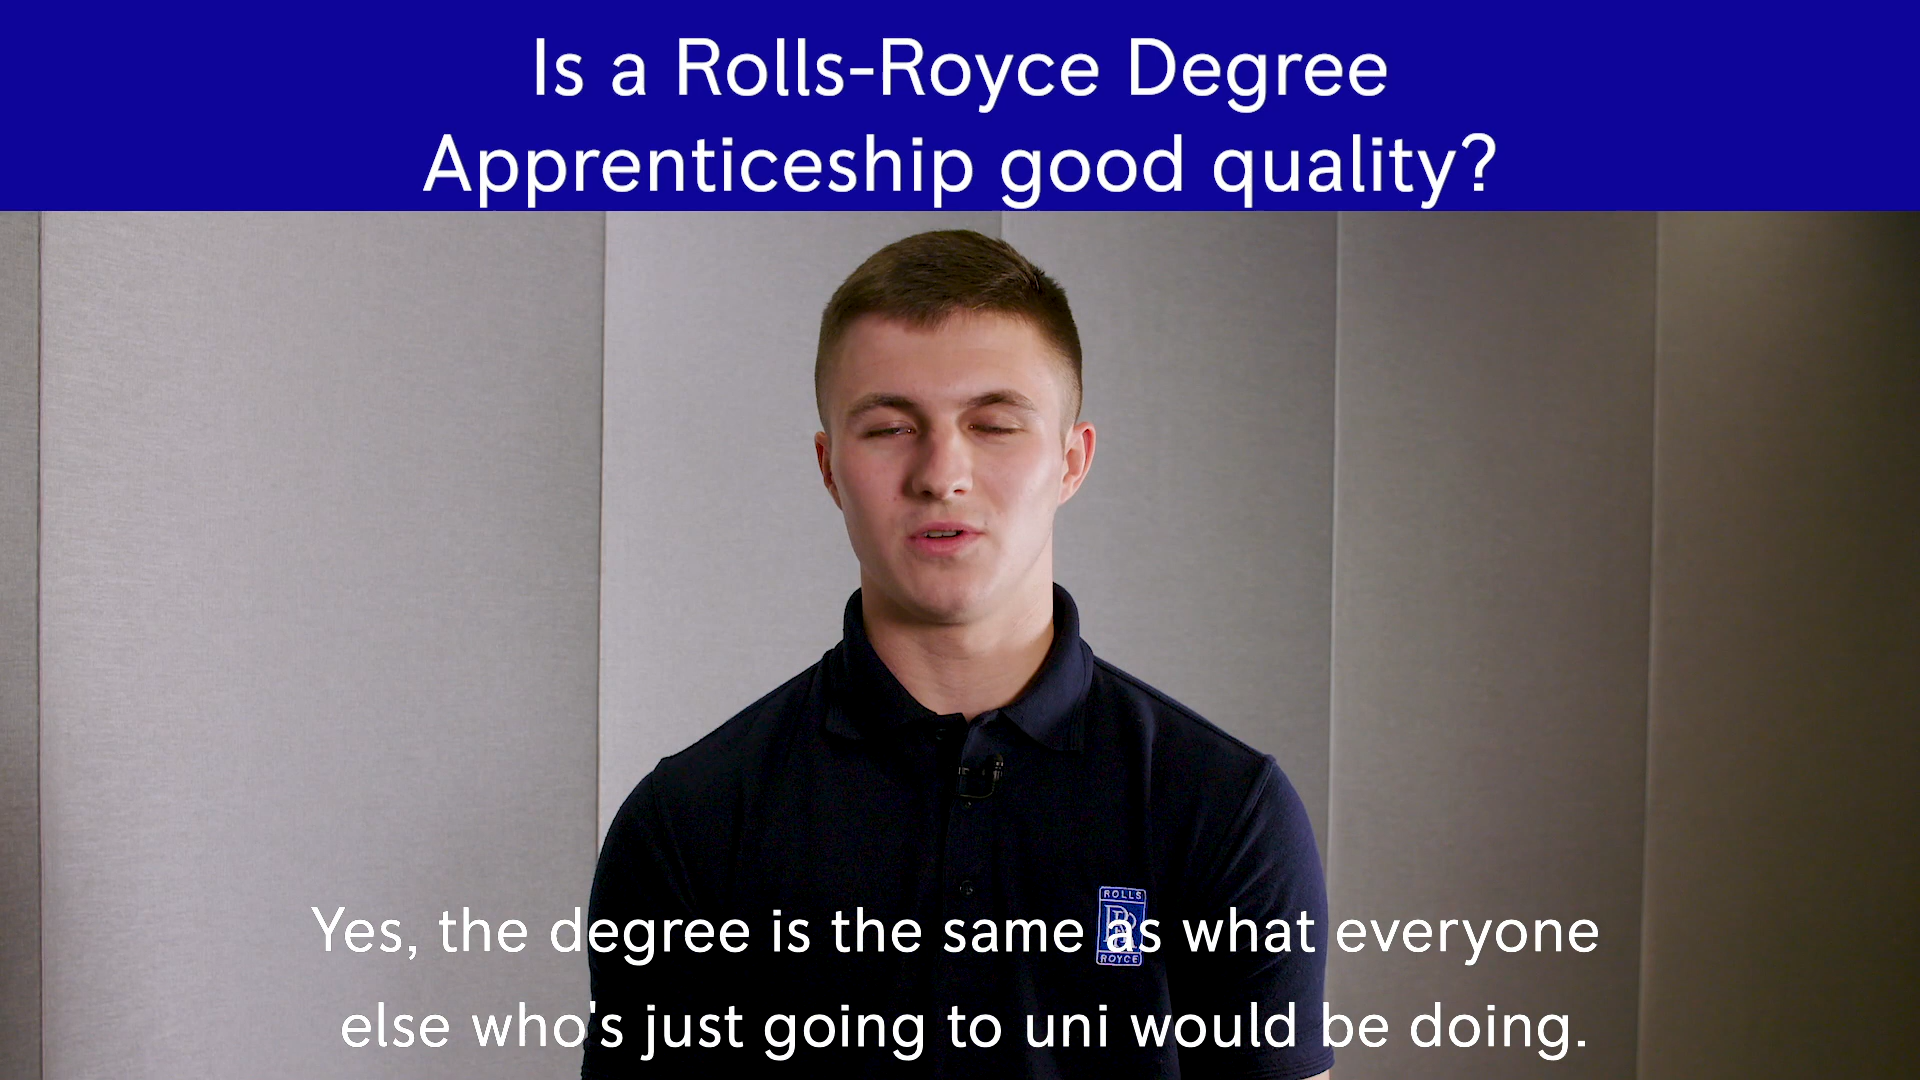 Is a Rolls-Royce Degree
Apprenticeship good quality?
ROLLS
RR
ROYCE
Yes, the degree is the same as what everyone
else who's just going to uni would be doing.